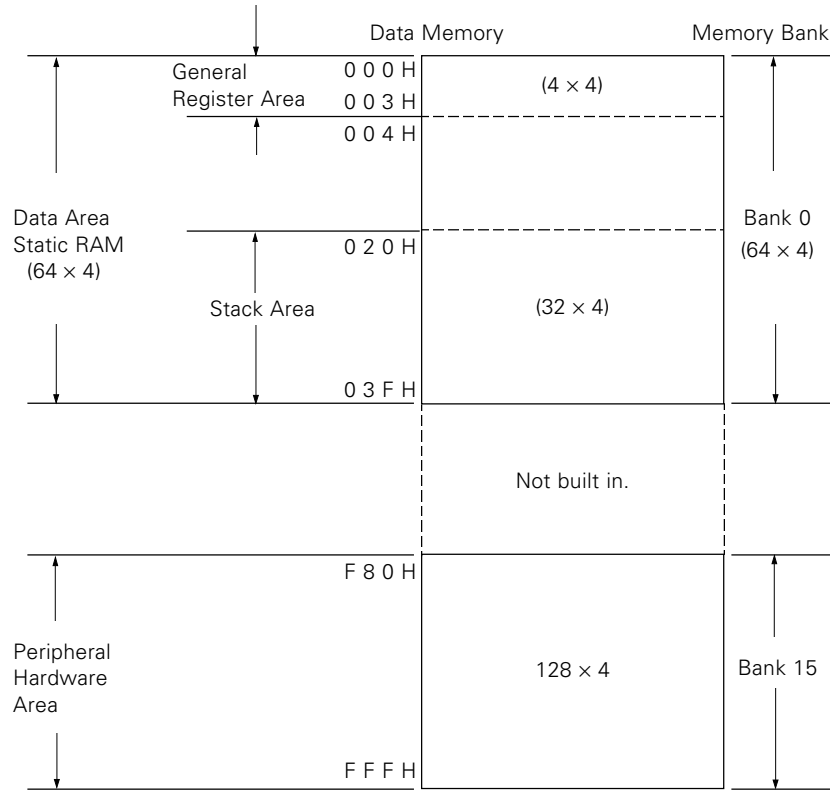 Data Memory
Memory Bank
General
Register Area
0 0 0 H
0 0 3 H
0 0 4 H
(4 × 4)
Data Area
Static RAM
(64 × 4)
0 2 0 H
Stack Area
(32 × 4)
Bank 0
(64 × 4)
0 3 F H
Not built in.
F 8 0 H
Peripheral
Hardware
Area
128 × 4
Bank 15
F F F H